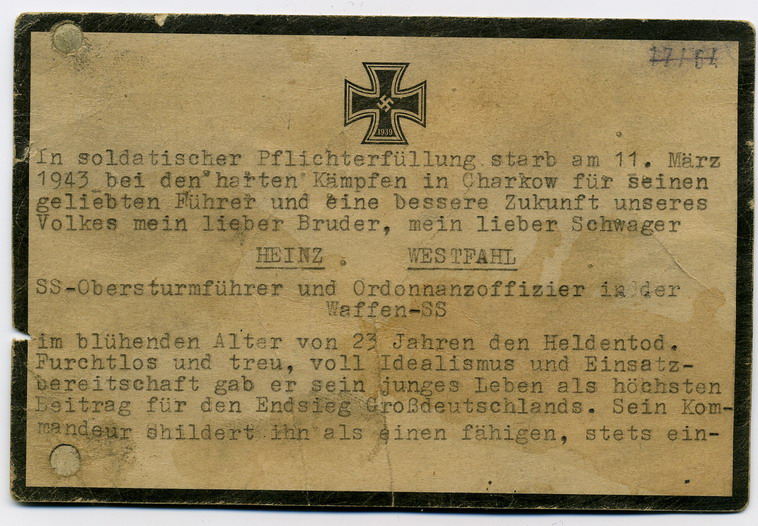 17/64
1939
In soldatischer Pflichterfüllung starb am 11. März
1943 bei den harten Kämpfen in Charkow für seinen
geliebten Führer und eine bessere Zukunft unseres
Volkes mein lieber Bruder, mein lieber Schwager
HEINZ WESTFAHL
SS-Obersturmführer und Ordonnanzoffizier in der
Waffen-SS
im blühenden Alter von 23 Jahren den Heldentod.
Furchtlos und treu, voll Idealismus und Einsatz-
bereitschaft gab er sein junges Leben als höchsten
Beitrag für den Endsieg Großdeutschlands. Sein Kom-
mandeur shildert ihn als einen fähigen, stets ein-